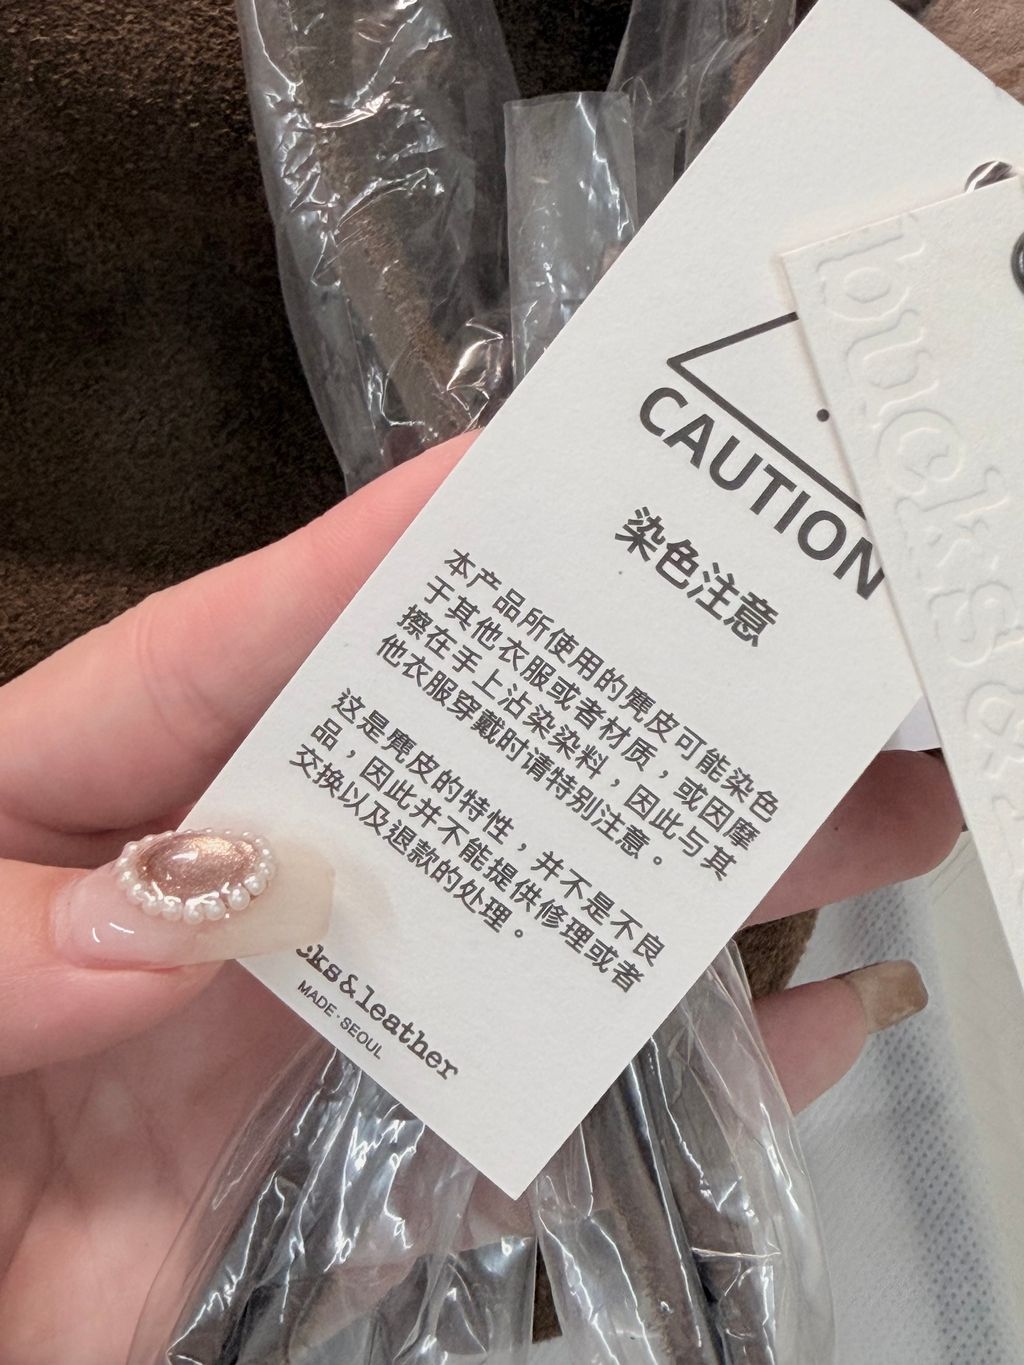 CAUTION
染色注意
本产品所使用的麂皮可能染色
于其他衣服或者材质，或因摩
擦在手上沾染染料，因此与其
他衣服穿戴时请特别注意。
这是麂皮的特性，并不是不良
品，因此并不能提供修理或者
交换以及退款的处理。
cks&leather
MADE · SEOUL
bucks&